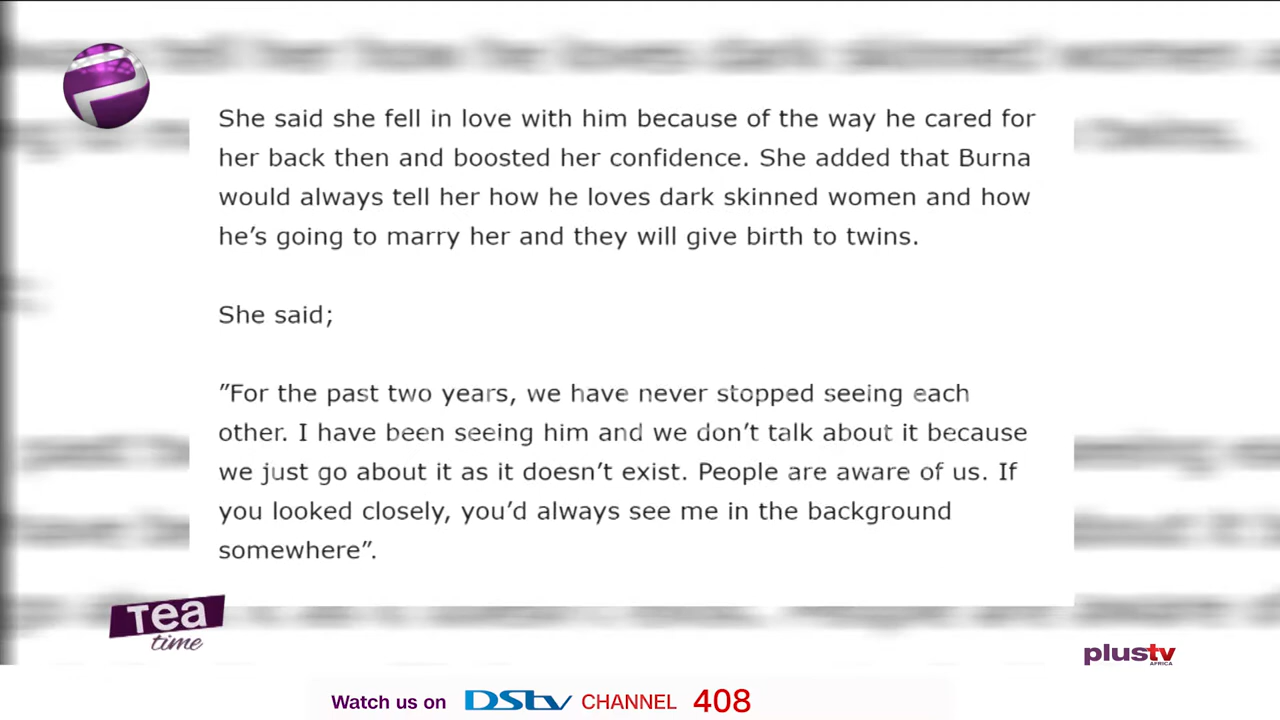 She said she fell in love with him because of the way he cared for
her back then and boosted her confidence. She added that Burna
would always tell her how he loves dark skinned women and how
he’s going to marry her and they will give birth to twins.
She said;
”For the past two years, we have never stopped seeing each
other. I have been seeing him and we don’t talk about it because
we just go about it as it doesn’t exist. People are aware of us. If
you looked closely, you’d always see me in the background
somewhere”.
Tea
time
plustv
AFRICA
Watch us on DStv CHANNEL 408